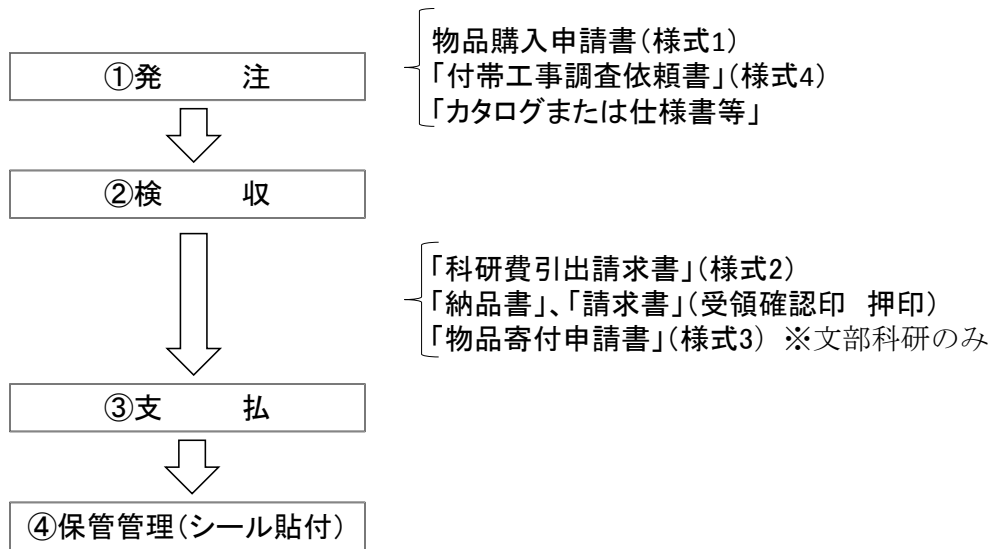 物品購入申請書(様式1)
①発　　　注
「付帯工事調査依頼書」(様式4)
「カタログまたは仕様書等」
②検　　　収
「科研費引出請求書」(様式2)
「納品書」、「請求書」(受領確認印　押印)
「物品寄付申請書」(様式3) ※文部科研のみ
③支　　　払
④保管管理(シール貼付)